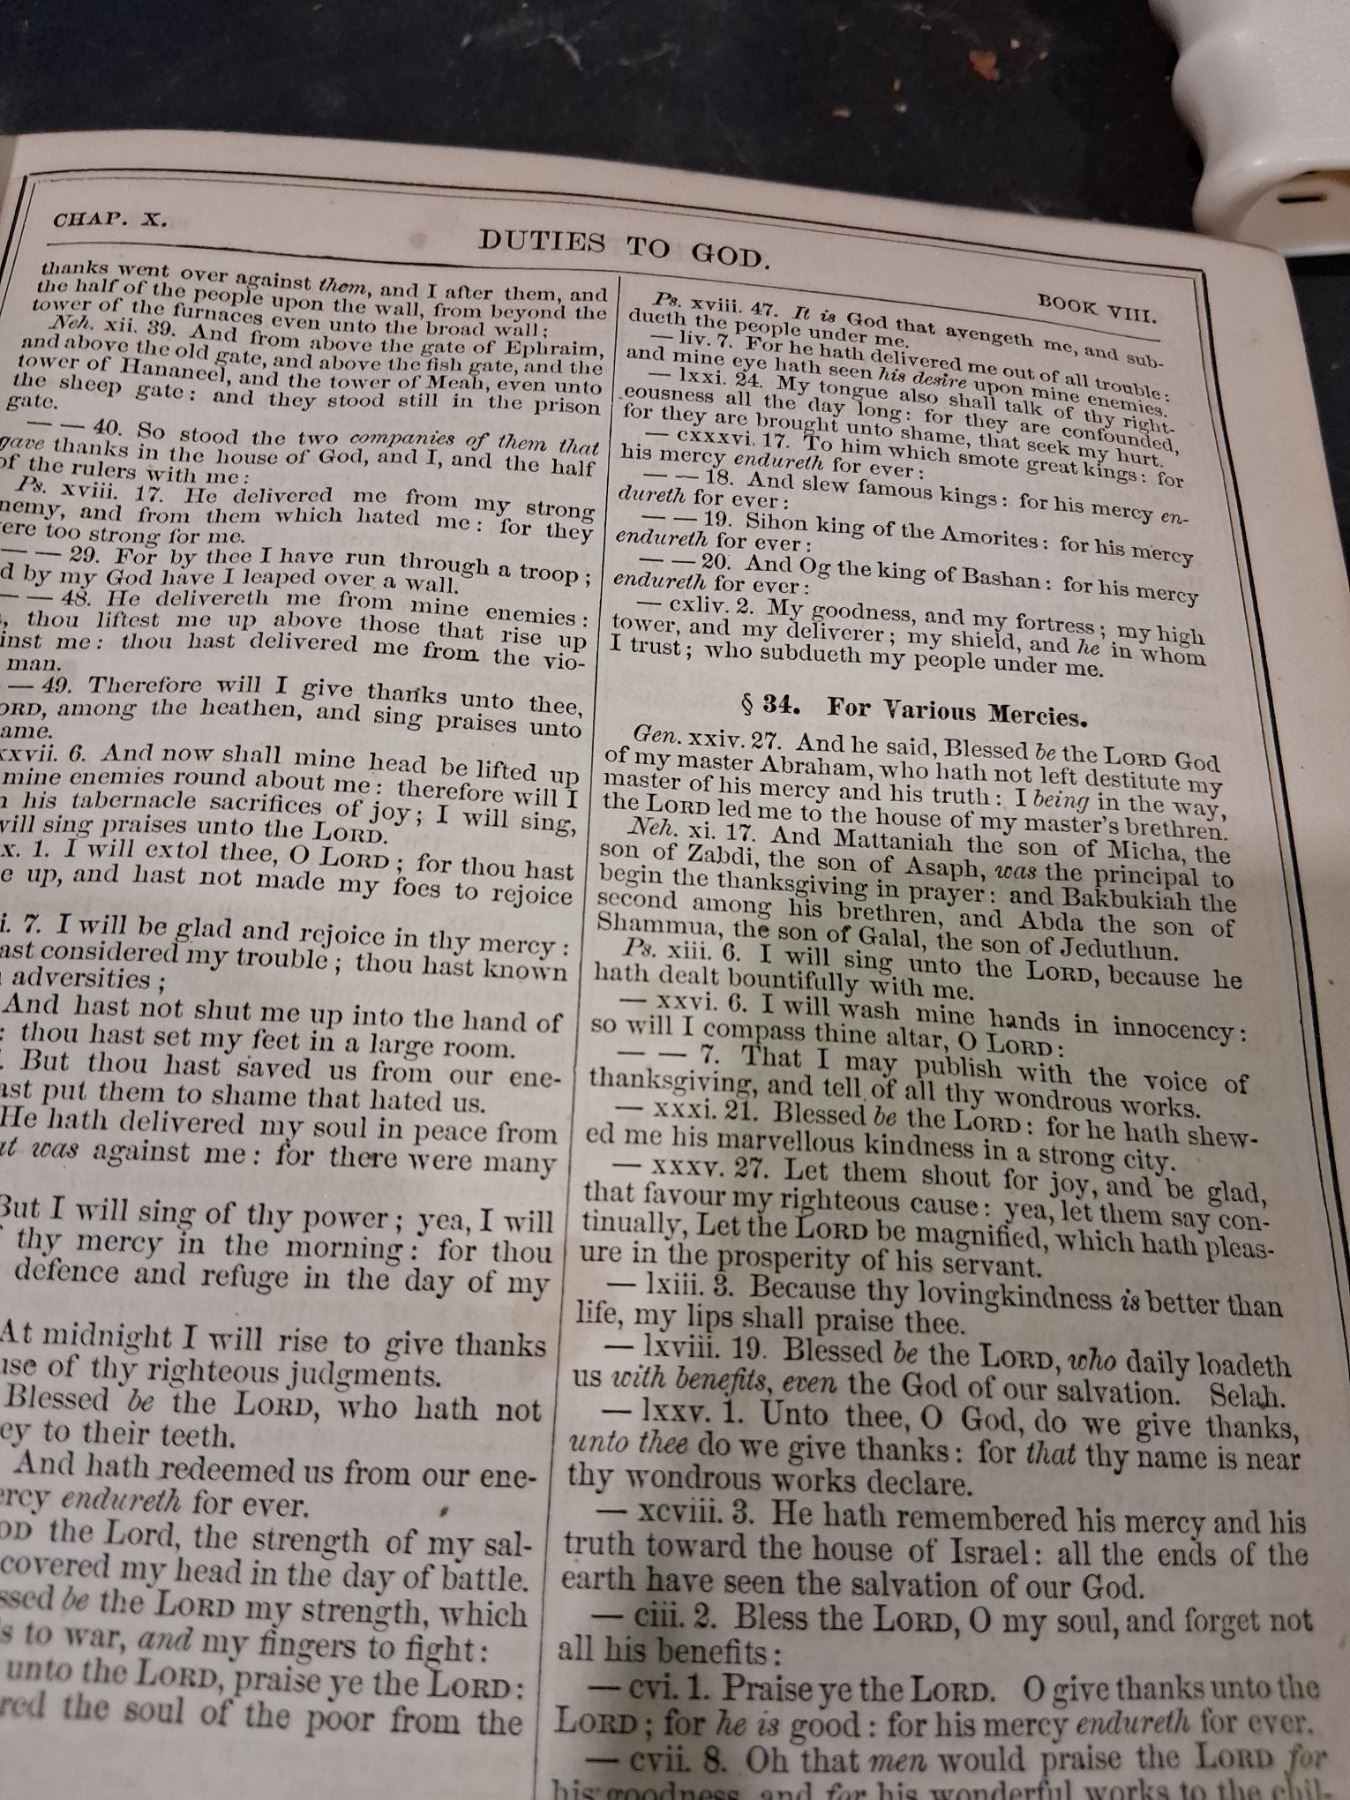 CHAP. X.
DUTIES TO GOD.
BOOK VIII.
thanks went over against them, and I after them, and
the half of the people upon the wall, from beyond the
tower of the furnaces even unto the broad wall;
Neh. xii. 39. And from above the gate of Ephraim,
and above the old gate, and above the fish gate, and the
tower of Hananeel, and the tower of Meah, even unto
the sheep gate: and they stood still in the prison
gate.
— — 40. So stood the two companies of them that
gave thanks in the house of God, and I, and the half
of the rulers with me:
Ps. xviii. 17. He delivered me from my strong
nemy, and from them which hated me: for they
ere too strong for me.
— — 29. For by thee I have run through a troop;
d by my God have I leaped over a wall.
— — 48. He delivereth me from mine enemies:
, thou liftest me up above those that rise up
inst me: thou hast delivered me from the vio-
man.
— 49. Therefore will I give thanks unto thee,
ORD, among the heathen, and sing praises unto
ame.
xxvii. 6. And now shall mine head be lifted up
mine enemies round about me: therefore will I
n his tabernacle sacrifices of joy; I will sing,
will sing praises unto the LORD.
x. 1. I will extol thee, O LORD; for thou hast
e up, and hast not made my foes to rejoice
i. 7. I will be glad and rejoice in thy mercy:
ast considered my trouble; thou hast known
adversities;
And hast not shut me up into the hand of
: thou hast set my feet in a large room.
. But thou hast saved us from our ene-
ast put them to shame that hated us.
He hath delivered my soul in peace from
at was against me: for there were many
But I will sing of thy power; yea, I will
thy mercy in the morning: for thou
defence and refuge in the day of my
At midnight I will rise to give thanks
use of thy righteous judgments.
Blessed be the LORD, who hath not
ey to their teeth.
And hath redeemed us from our ene-
ercy endureth for ever.
OD the Lord, the strength of my sal-
covered my head in the day of battle.
ssed be the LORD my strength, which
s to war, and my fingers to fight:
unto the LORD, praise ye the LORD:
red the soul of the poor from the
Ps. xviii. 47. It is God that avengeth me, and sub-
dueth the people under me.
— liv. 7. For he hath delivered me out of all trouble:
and mine eye hath seen his desire upon mine enemies.
— lxxi. 24. My tongue also shall talk of thy right-
eousness all the day long: for they are confounded,
for they are brought unto shame, that seek my hurt.
— cxxxvi. 17. To him which smote great kings: for
his mercy endureth for ever:
— — 18. And slew famous kings: for his mercy en-
dureth for ever:
— — 19. Sihon king of the Amorites: for his mercy
endureth for ever:
— — 20. And Og the king of Bashan: for his mercy
endureth for ever:
— cxliv. 2. My goodness, and my fortress; my high
tower, and my deliverer; my shield, and he in whom
I trust; who subdueth my people under me.
§ 34. For Various Mercies.
Gen. xxiv. 27. And he said, Blessed be the LORD God
of my master Abraham, who hath not left destitute my
master of his mercy and his truth: I being in the way,
the LORD led me to the house of my master's brethren.
Neh. xi. 17. And Mattaniah the son of Micha, the
son of Zabdi, the son of Asaph, was the principal to
begin the thanksgiving in prayer: and Bakbukiah the
second among his brethren, and Abda the son of
Shammua, the son of Galal, the son of Jeduthun.
Ps. xiii. 6. I will sing unto the LORD, because he
hath dealt bountifully with me.
— xxvi. 6. I will wash mine hands in innocency:
so will I compass thine altar, O LORD:
— — 7. That I may publish with the voice of
thanksgiving, and tell of all thy wondrous works.
— xxxi. 21. Blessed be the LORD: for he hath shew-
ed me his marvellous kindness in a strong city.
— xxxv. 27. Let them shout for joy, and be glad,
that favour my righteous cause: yea, let them say con-
tinually, Let the LORD be magnified, which hath pleas-
ure in the prosperity of his servant.
— lxiii. 3. Because thy lovingkindness is better than
life, my lips shall praise thee.
— lxviii. 19. Blessed be the LORD, who daily loadeth
us with benefits, even the God of our salvation. Selah.
— lxxv. 1. Unto thee, O God, do we give thanks,
unto thee do we give thanks: for that thy name is near
thy wondrous works declare.
— xcviii. 3. He hath remembered his mercy and his
truth toward the house of Israel: all the ends of the
earth have seen the salvation of our God.
— ciii. 2. Bless the LORD, O my soul, and forget not
all his benefits:
— cvi. 1. Praise ye the LORD. O give thanks unto the
LORD; for he is good: for his mercy endureth for ever.
— cvii. 8. Oh that men would praise the LORD for
his goodness, and for his wonderful works to the chil-